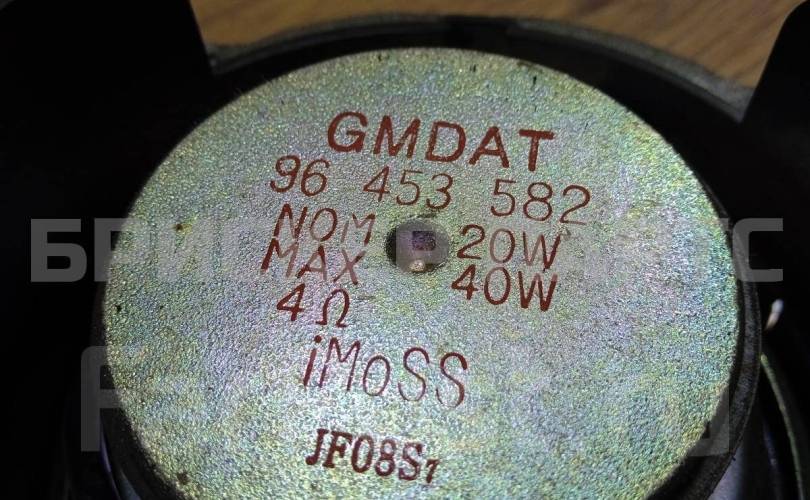 GMDAT
96 453 582
NOM 20W
MAX 40W
4Ω
iMoSS
JF08S7